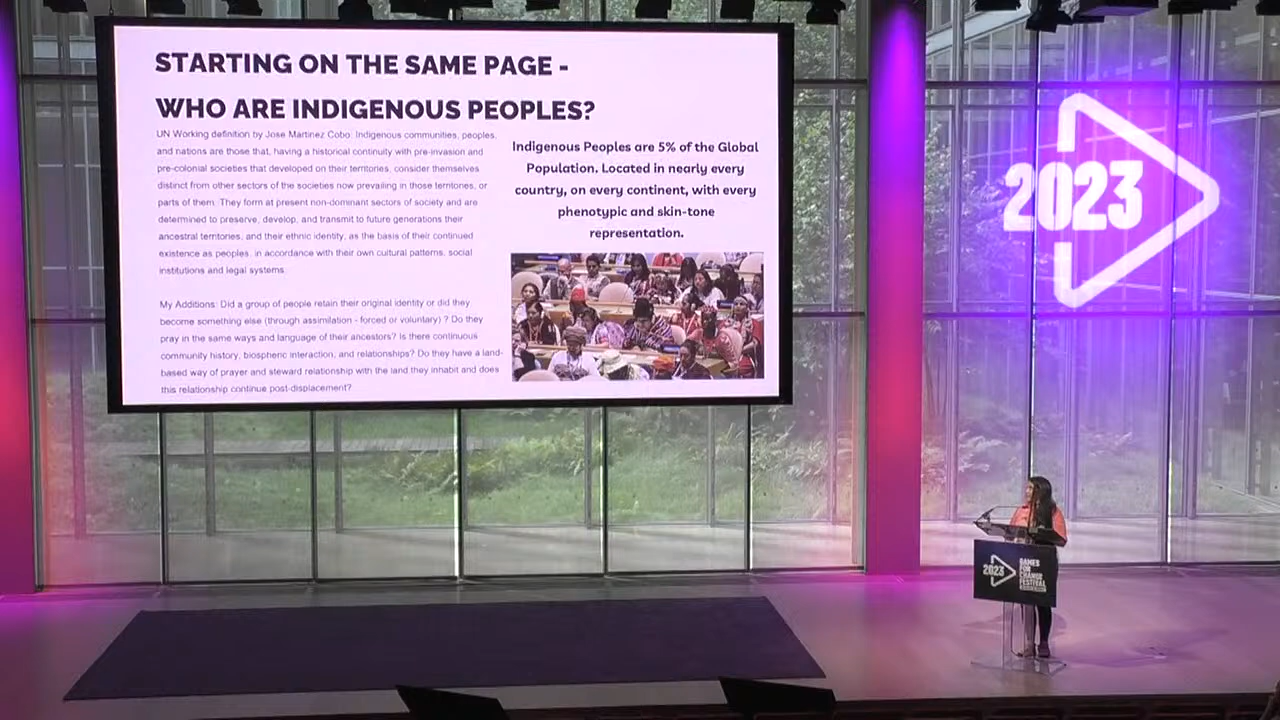 STARTING ON THE SAME PAGE -
WHO ARE INDIGENOUS PEOPLES?
UN Working definition by Jose Martinez Cobo: Indigenous communities, peoples,
and nations are those that, having a historical continuity with pre-invasion and
pre-colonial societies that developed on their territories, consider themselves
distinct from other sectors of the societies now prevailing in those territories, or
parts of them. They form at present non-dominant sectors of society and are
determined to preserve, develop, and transmit to future generations their
ancestral territories, and their ethnic identity, as the basis of their continued
existence as peoples, in accordance with their own cultural patterns, social
institutions and legal systems.
My Additions: Did a group of people retain their original identity or did they
become something else (through assimilation - forced or voluntary) ? Do they
pray in the same ways and language of their ancestors? Is there continuous
community history, biospheric interaction, and relationships? Do they have a land-
based way of prayer and steward relationship with the land they inhabit and does
this relationship continue post-displacement?
Indigenous Peoples are 5% of the Global
Population. Located in nearly every
country, on every continent, with every
phenotypic and skin-tone
representation.
2023
2023
GAMES
FOR
CHANGE
FESTIVAL